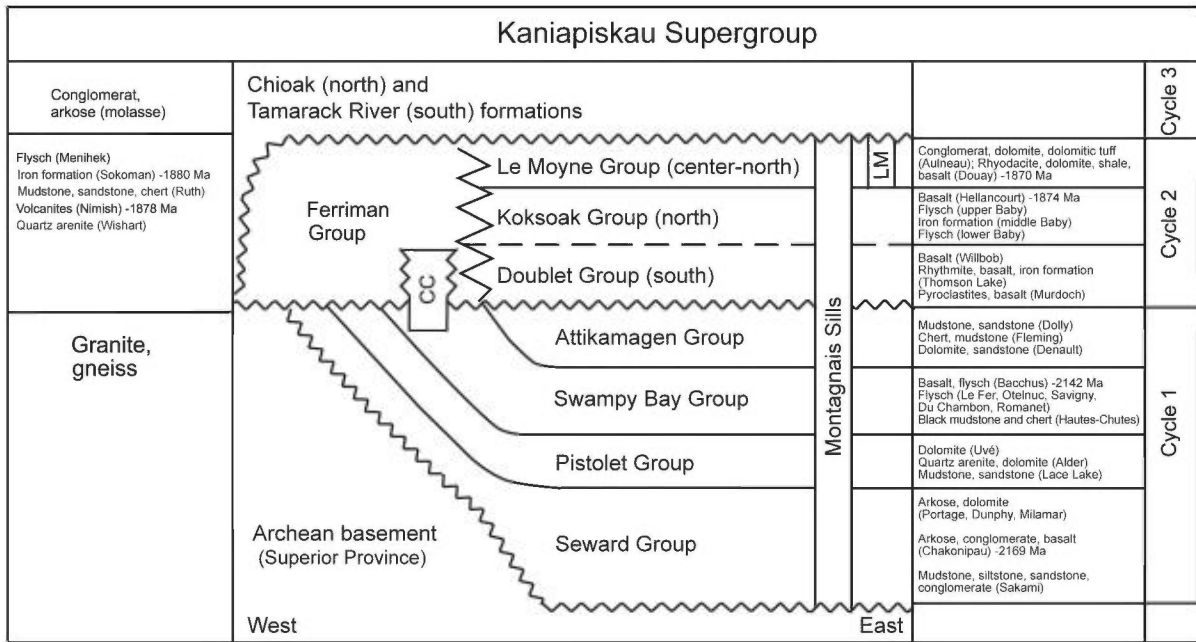 Kaniapiskau Supergroup
Conglomerat,
arkose (molasse)
Flysch (Menihek)
Iron formation (Sokoman) -1880 Ma
Mudstone, sandstone, chert (Ruth)
Volcanites (Nimish) -1878 Ma
Quartz arenite (Wishart)
Granite,
gneiss
Chioak (north) and
Tamarack River (south) formations
Ferriman
Group
CC
Le Moyne Group (center-north)
Koksoak Group (north)
Doublet Group (south)
Attikamagen Group
Swampy Bay Group
Pistolet Group
Seward Group
Archean basement
(Superior Province)
West
East
Montagnais Sills
LM
Conglomerat, dolomite, dolomitic tuff
(Aulneau); Rhyodacite, dolomite, shale,
basalt (Douay) -1870 Ma
Basalt (Hellancourt) -1874 Ma
Flysch (upper Baby)
Iron formation (middle Baby)
Flysch (lower Baby)
Basalt (Willbob)
Rhythmite, basalt, iron formation
(Thomson Lake)
Pyroclastites, basalt (Murdoch)
Mudstone, sandstone (Dolly)
Chert, mudstone (Fleming)
Dolomite, sandstone (Denault)
Basalt, flysch (Bacchus) -2142 Ma
Flysch (Le Fer, Otelnuc, Savigny,
Du Chambon, Romanet)
Black mudstone and chert (Hautes-Chutes)
Dolomite (Uvé)
Quartz arenite, dolomite (Alder)
Mudstone, sandstone (Lace Lake)
Arkose, dolomite
(Portage, Dunphy, Milamar)
Arkose, conglomerate, basalt
(Chakonipau) -2169 Ma
Mudstone, siltstone, sandstone,
conglomerate (Sakami)
Cycle 3
Cycle 2
Cycle 1